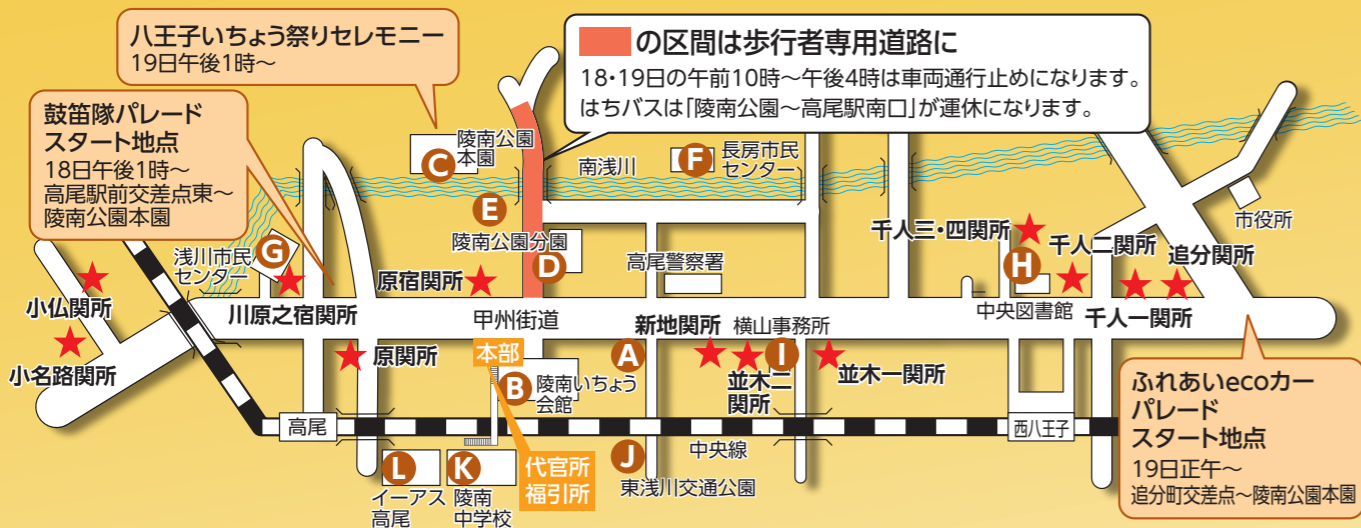 八王子いちょう祭りセレモニー
19日午後1時～
の区間は歩行者専用道路に
18・19日の午前10時～午後4時は車両通行止めになります。
はちバスは「陵南公園～高尾駅南口」が運休になります。
鼓笛隊パレード
スタート地点
18日午後1時～
高尾駅前交差点東～
陵南公園本園
C
陵南公園
本園
南浅川
F
長房市民
センター
E
陵南公園分園
D
高尾警察署
千人三・四関所
H
中央図書館
千人二関所
千人一関所
追分関所
市役所
浅川市民
センター
G
小仏関所
小名路関所
川原之宿関所
原宿関所
原関所
甲州街道
新地関所
横山事務所
A
I
並木二
関所
並木一関所
本部
B
陵南いちょう
会館
高尾
西八王子
中央線
代官所
福引所
L
イーアス
高尾
K
陵南
中学校
J
東浅川交通公園
ふれあいecoカー
パレード
スタート地点
19日正午～
追分町交差点～陵南公園本園